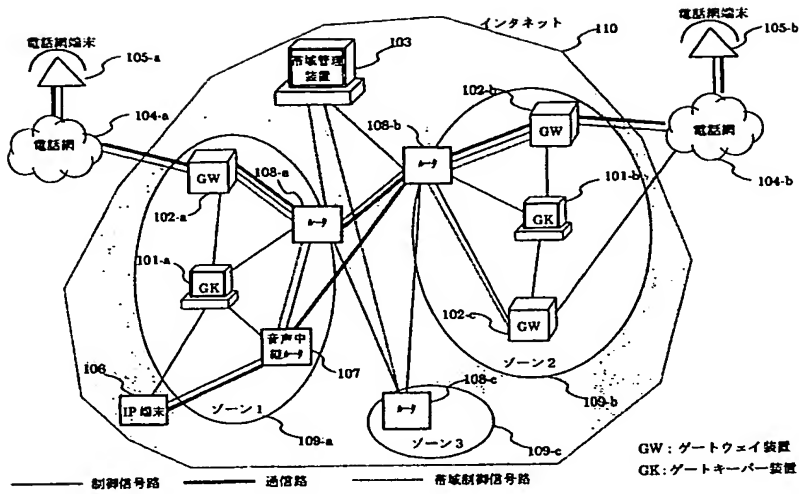 インタネット
110
電話網端末
105-a
103
帯域管理
装置
電話網端末
105-b
104-a
電話網
102-b
GW
電話網
104-b
108-b
ルータ
GW
102-a
108-a
ルータ
101-b
GK
101-a
GK
102-c
GW
音声中
継ルータ
107
106
IP 端末
ゾーン1
109-a
ルータ
108-c
ゾーン3
109-c
ゾーン2
109-b
GW：ゲートウェイ装置
GK：ゲートキーパー装置
制御信号路
通信路
帯域制御信号路